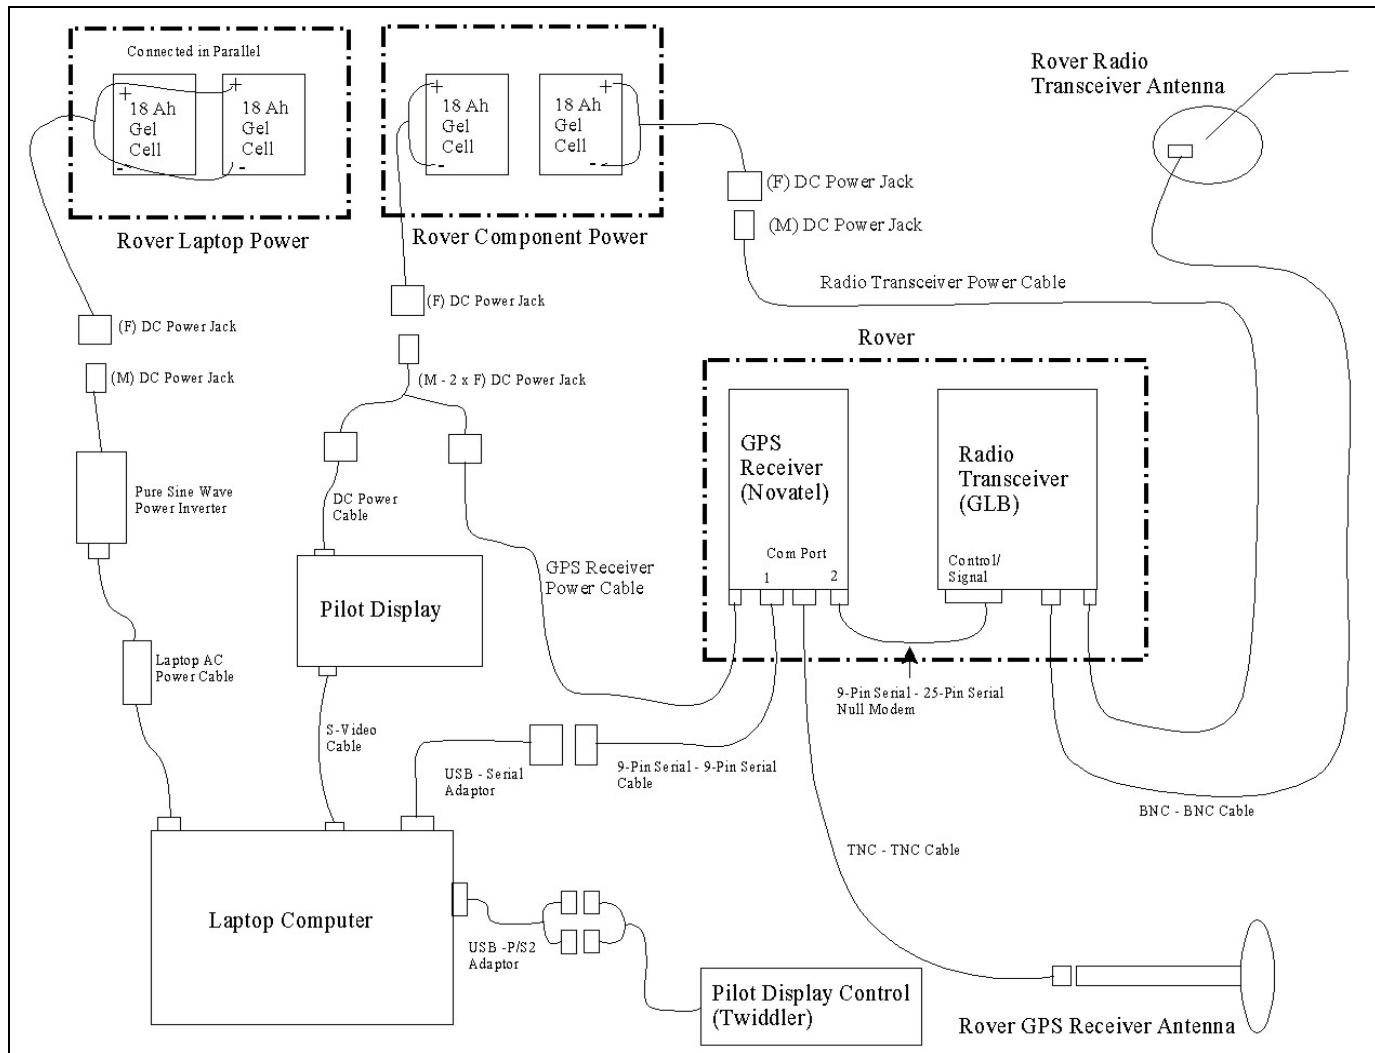 Connected in Parallel
+
18 Ah
Gel
Cell
-
+
18 Ah
Gel
Cell
-
Rover Laptop Power
+
18 Ah
Gel
Cell
-
+
18 Ah
Gel
Cell
-
Rover Component Power
Rover Radio
Transceiver Antenna
(F) DC Power Jack
(M) DC Power Jack
Radio Transceiver Power Cable
(F) DC Power Jack
(F) DC Power Jack
(M) DC Power Jack
(M - 2 x F) DC Power Jack
Rover
GPS
Receiver
(Novatel)
Com Port
1
2
Radio
Transceiver
(GLB)
Control/
Signal
Pure Sine Wave
Power Inverter
DC Power
Cable
GPS Receiver
Power Cable
Pilot Display
Laptop AC
Power Cable
9-Pin Serial - 25-Pin Serial
Null Modem
S-Video
Cable
USB - Serial
Adaptor
9-Pin Serial - 9-Pin Serial
Cable
BNC - BNC Cable
TNC - TNC Cable
Laptop Computer
USB -P/S2
Adaptor
Pilot Display Control
(Twiddler)
Rover GPS Receiver Antenna